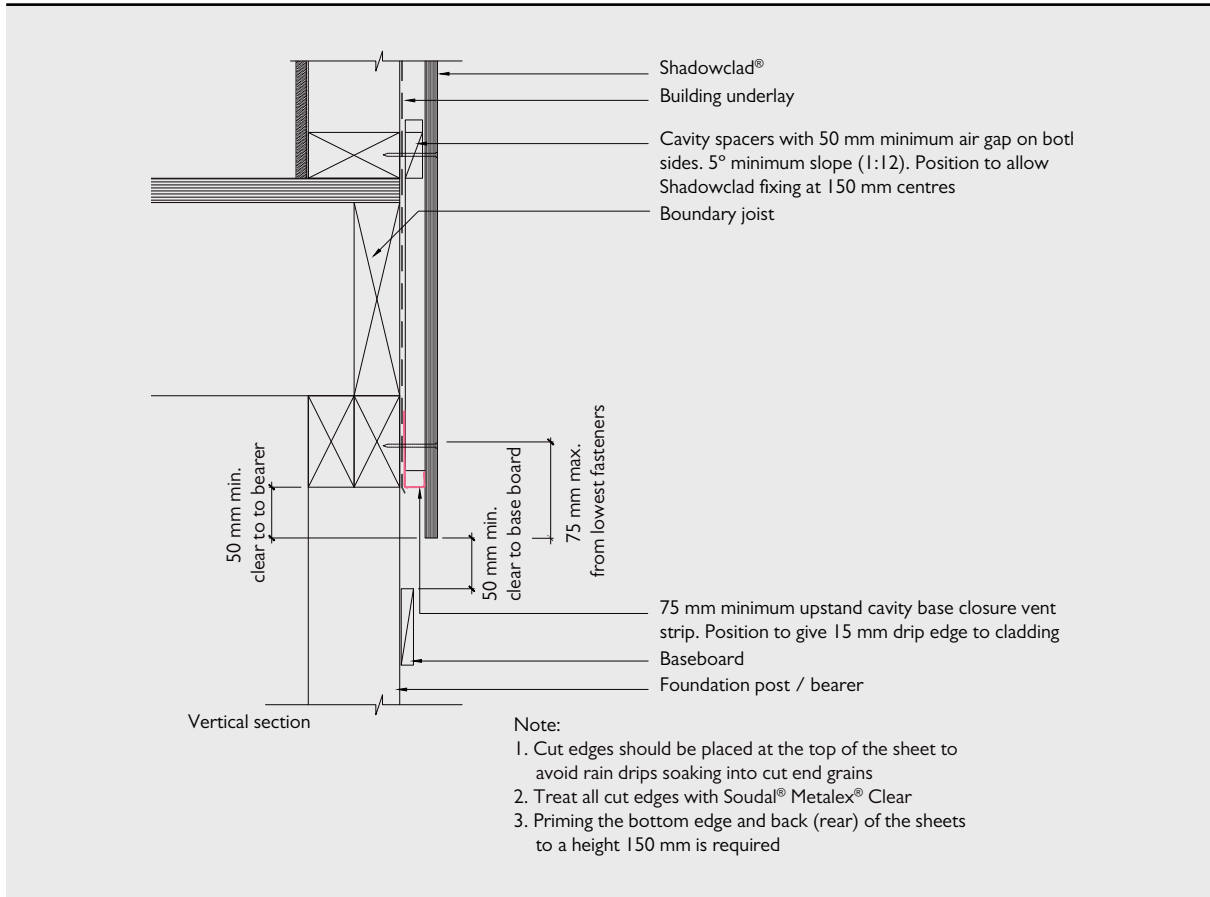 Shadowclad®
Building underlay
Cavity spacers with 50 mm minimum air gap on botl
sides. 5º minimum slope (1:12). Position to allow
Shadowclad fixing at 150 mm centres
Boundary joist
50 mm min.
clear to to bearer
50 mm min.
clear to base board
75 mm max.
from lowest fasteners
75 mm minimum upstand cavity base closure vent
strip. Position to give 15 mm drip edge to cladding
Baseboard
Foundation post / bearer
Vertical section
Note:
1. Cut edges should be placed at the top of the sheet to
avoid rain drips soaking into cut end grains
2. Treat all cut edges with Soudal® Metalex® Clear
3. Priming the bottom edge and back (rear) of the sheets
to a height 150 mm is required